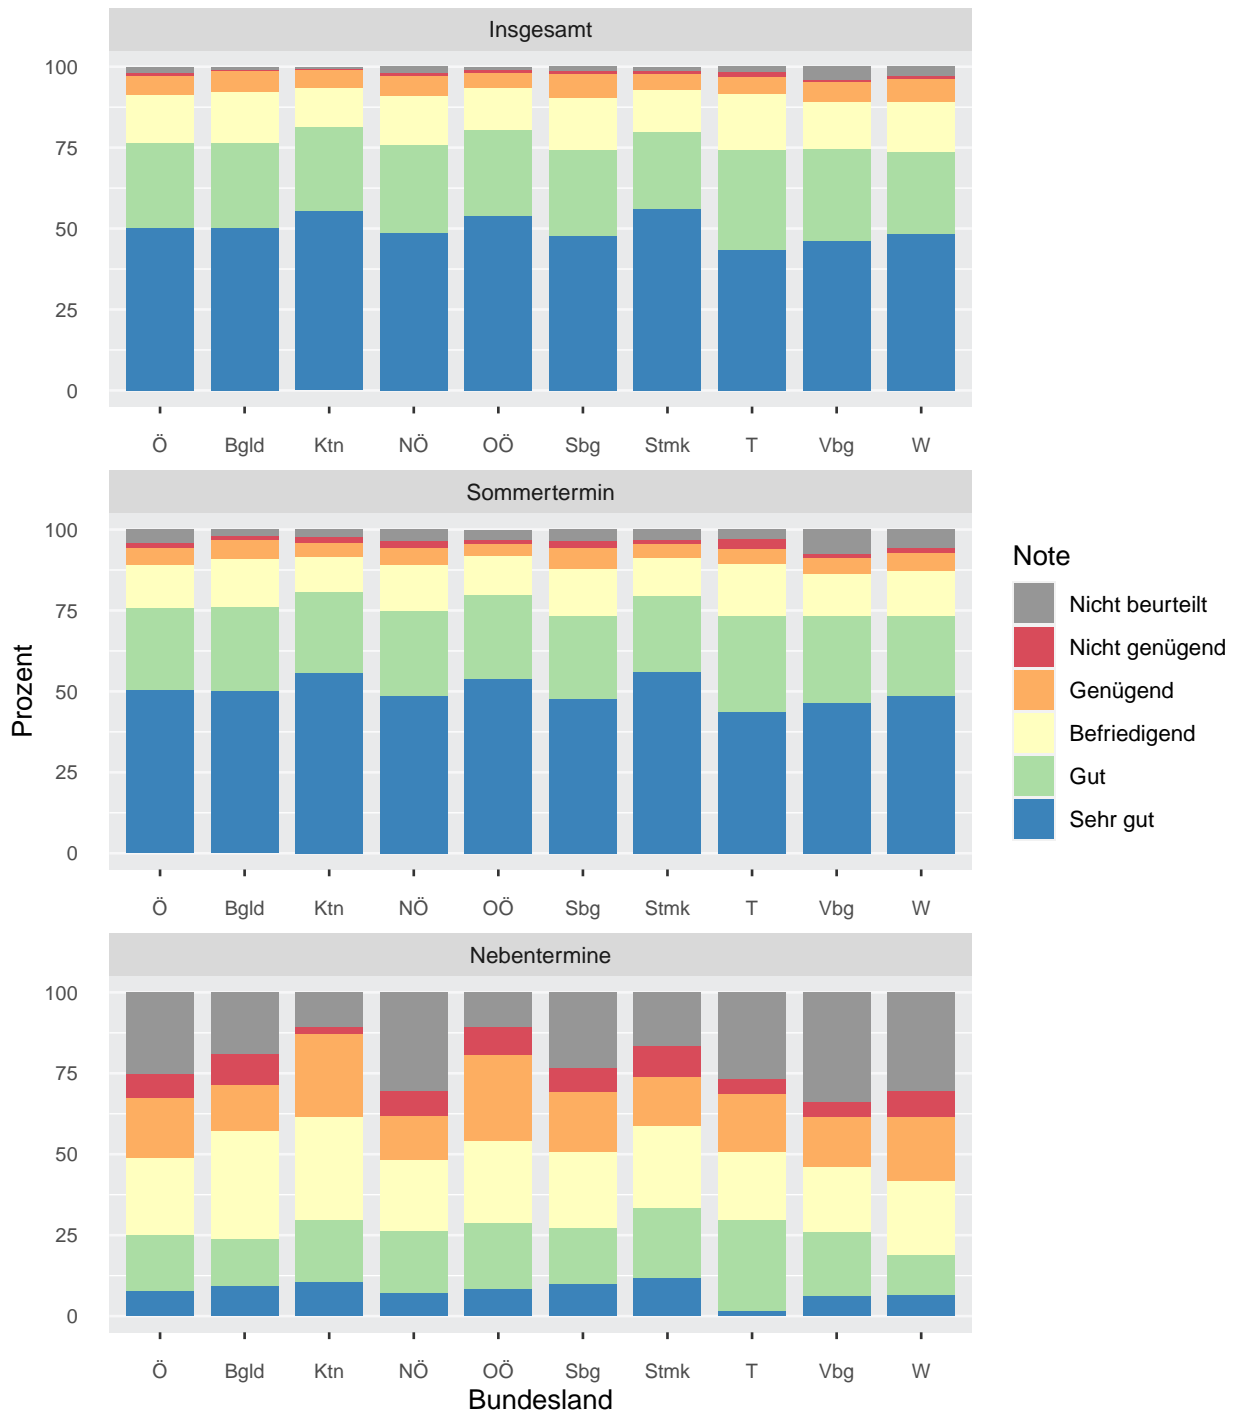 Insgesamt
100
75
50
25
0
Ö Bgld Ktn NÖ OÖ Sbg Stmk T Vbg W
Sommertermin
100
75
50
25
0
Ö Bgld Ktn NÖ OÖ Sbg Stmk T Vbg W
Nebentermine
100
75
50
25
0
Ö Bgld Ktn NÖ OÖ Sbg Stmk T Vbg W
Bundesland
Prozent
Note
Nicht beurteilt
Nicht genügend
Genügend
Befriedigend
Gut
Sehr gut